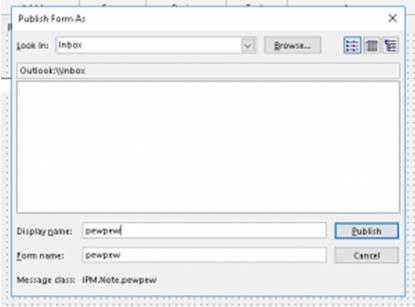 Publish Form As
Look In: Inbox Browse...
Outlook:\\Inbox
Display name: pewpew Publish
Form name: pewpew Cancel
Message class: IPM.Note.pewpew